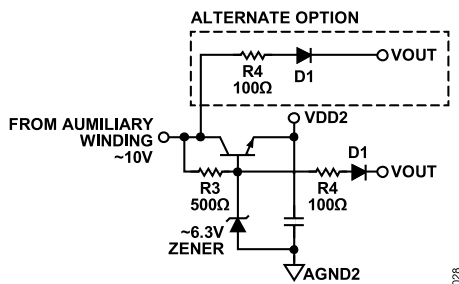 ALTERNATE OPTION
R4
100Ω
D1
VOUT
FROM AUMILIARY
WINDING
~10V
VDD2
R3
500Ω
D1
VOUT
R4
100Ω
~6.3V
ZENER
AGND2
028